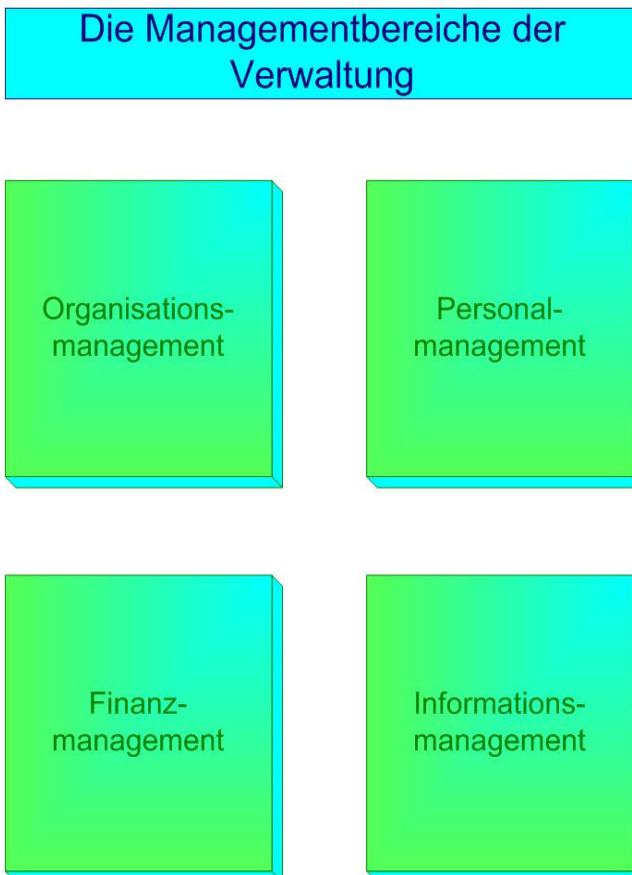 Die Managementbereiche der
Verwaltung
Organisations-
management
Personal-
management
Finanz-
management
Informations-
management